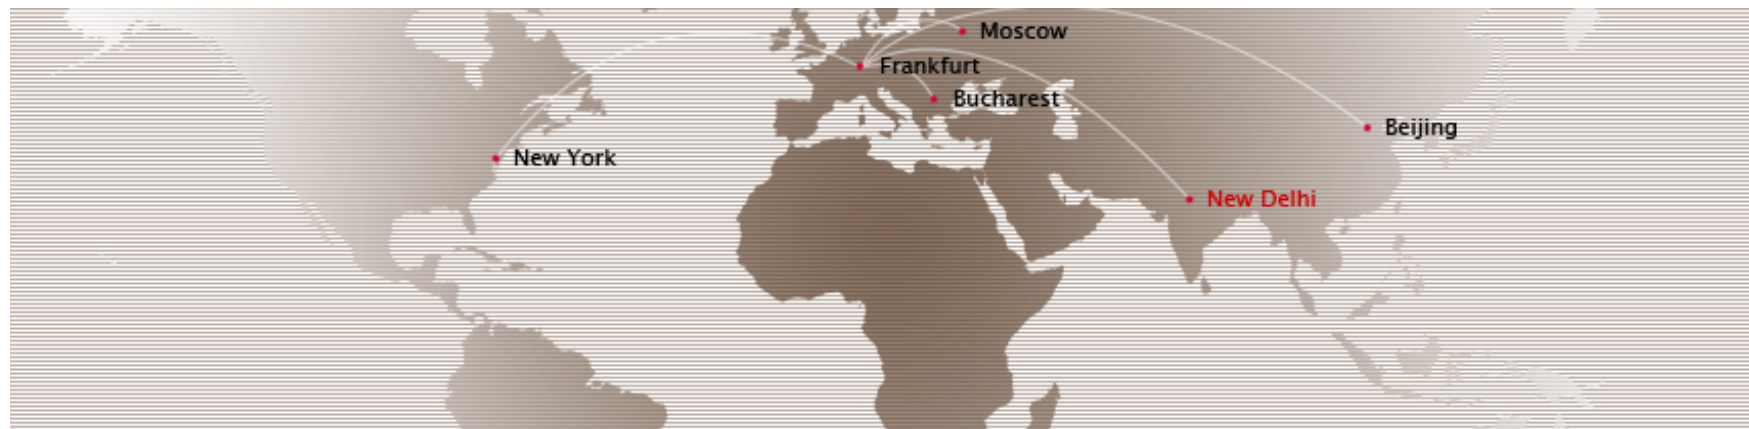 Moscow
Frankfurt
Bucharest
Beijing
New York
New Delhi